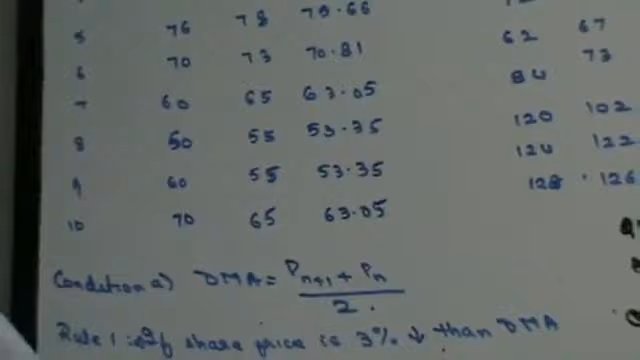 5 76 78 75.66
6 70 73 70.81 62 67
7 60 65 63.05 84 73
8 50 55 53.35 120 102
9 60 55 53.35 124 122
10 70 65 63.05 128 126
Condition a) DMA = Pn+1 + Pn
2
Rule 1 :- If share price is 3% ↓ than DMA